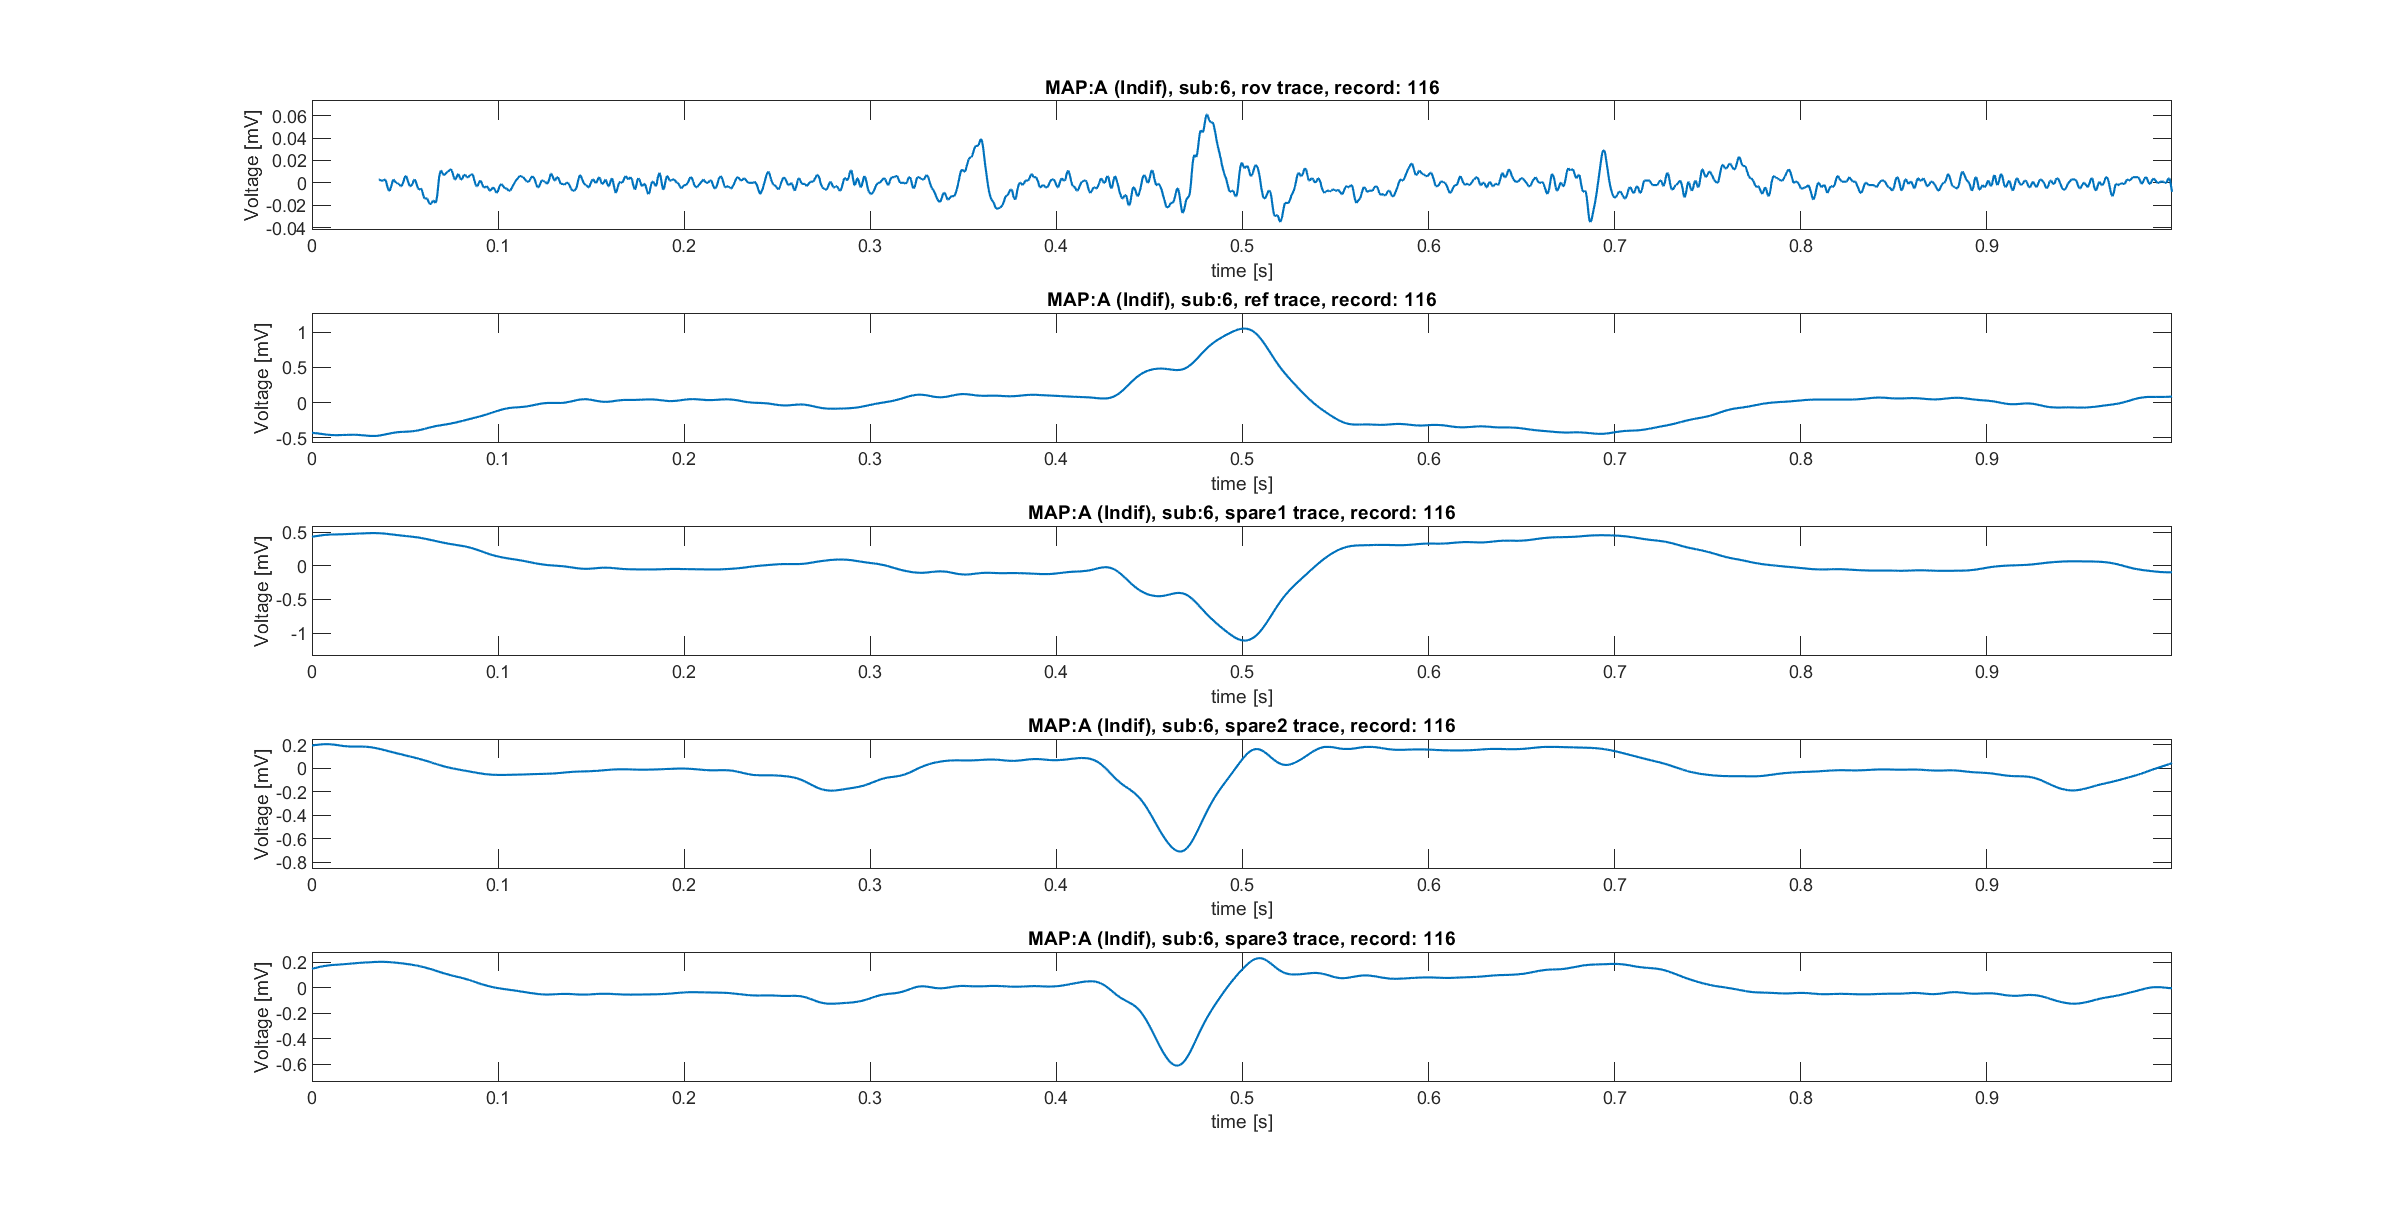 MAP:A (Indif), sub:6, rov trace, record: 116
Voltage [mV]
0.06
0.04
0.02
0
-0.02
-0.04
0 0.1 0.2 0.3 0.4 0.5 0.6 0.7 0.8 0.9
time [s]
MAP:A (Indif), sub:6, ref trace, record: 116
Voltage [mV]
1
0.5
0
-0.5
0 0.1 0.2 0.3 0.4 0.5 0.6 0.7 0.8 0.9
time [s]
MAP:A (Indif), sub:6, spare1 trace, record: 116
Voltage [mV]
0.5
0
-0.5
-1
0 0.1 0.2 0.3 0.4 0.5 0.6 0.7 0.8 0.9
time [s]
MAP:A (Indif), sub:6, spare2 trace, record: 116
Voltage [mV]
0.2
0
-0.2
-0.4
-0.6
-0.8
0 0.1 0.2 0.3 0.4 0.5 0.6 0.7 0.8 0.9
time [s]
MAP:A (Indif), sub:6, spare3 trace, record: 116
Voltage [mV]
0.2
0
-0.2
-0.4
-0.6
0 0.1 0.2 0.3 0.4 0.5 0.6 0.7 0.8 0.9
time [s]